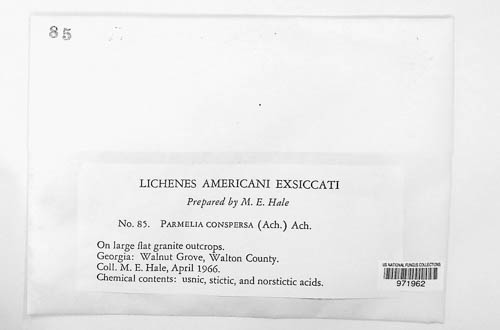 85
LICHENES AMERICANI EXSICCATI
Prepared by M. E. Hale
No. 85. PARMELIA CONSPERSA (Ach.) Ach.
On large flat granite outcrops.
Georgia: Walnut Grove, Walton County.
Coll. M. E. Hale, April 1966.
Chemical contents: usnic, stictic, and norstictic acids.
US NATIONAL FUNGUS COLLECTIONS
971962